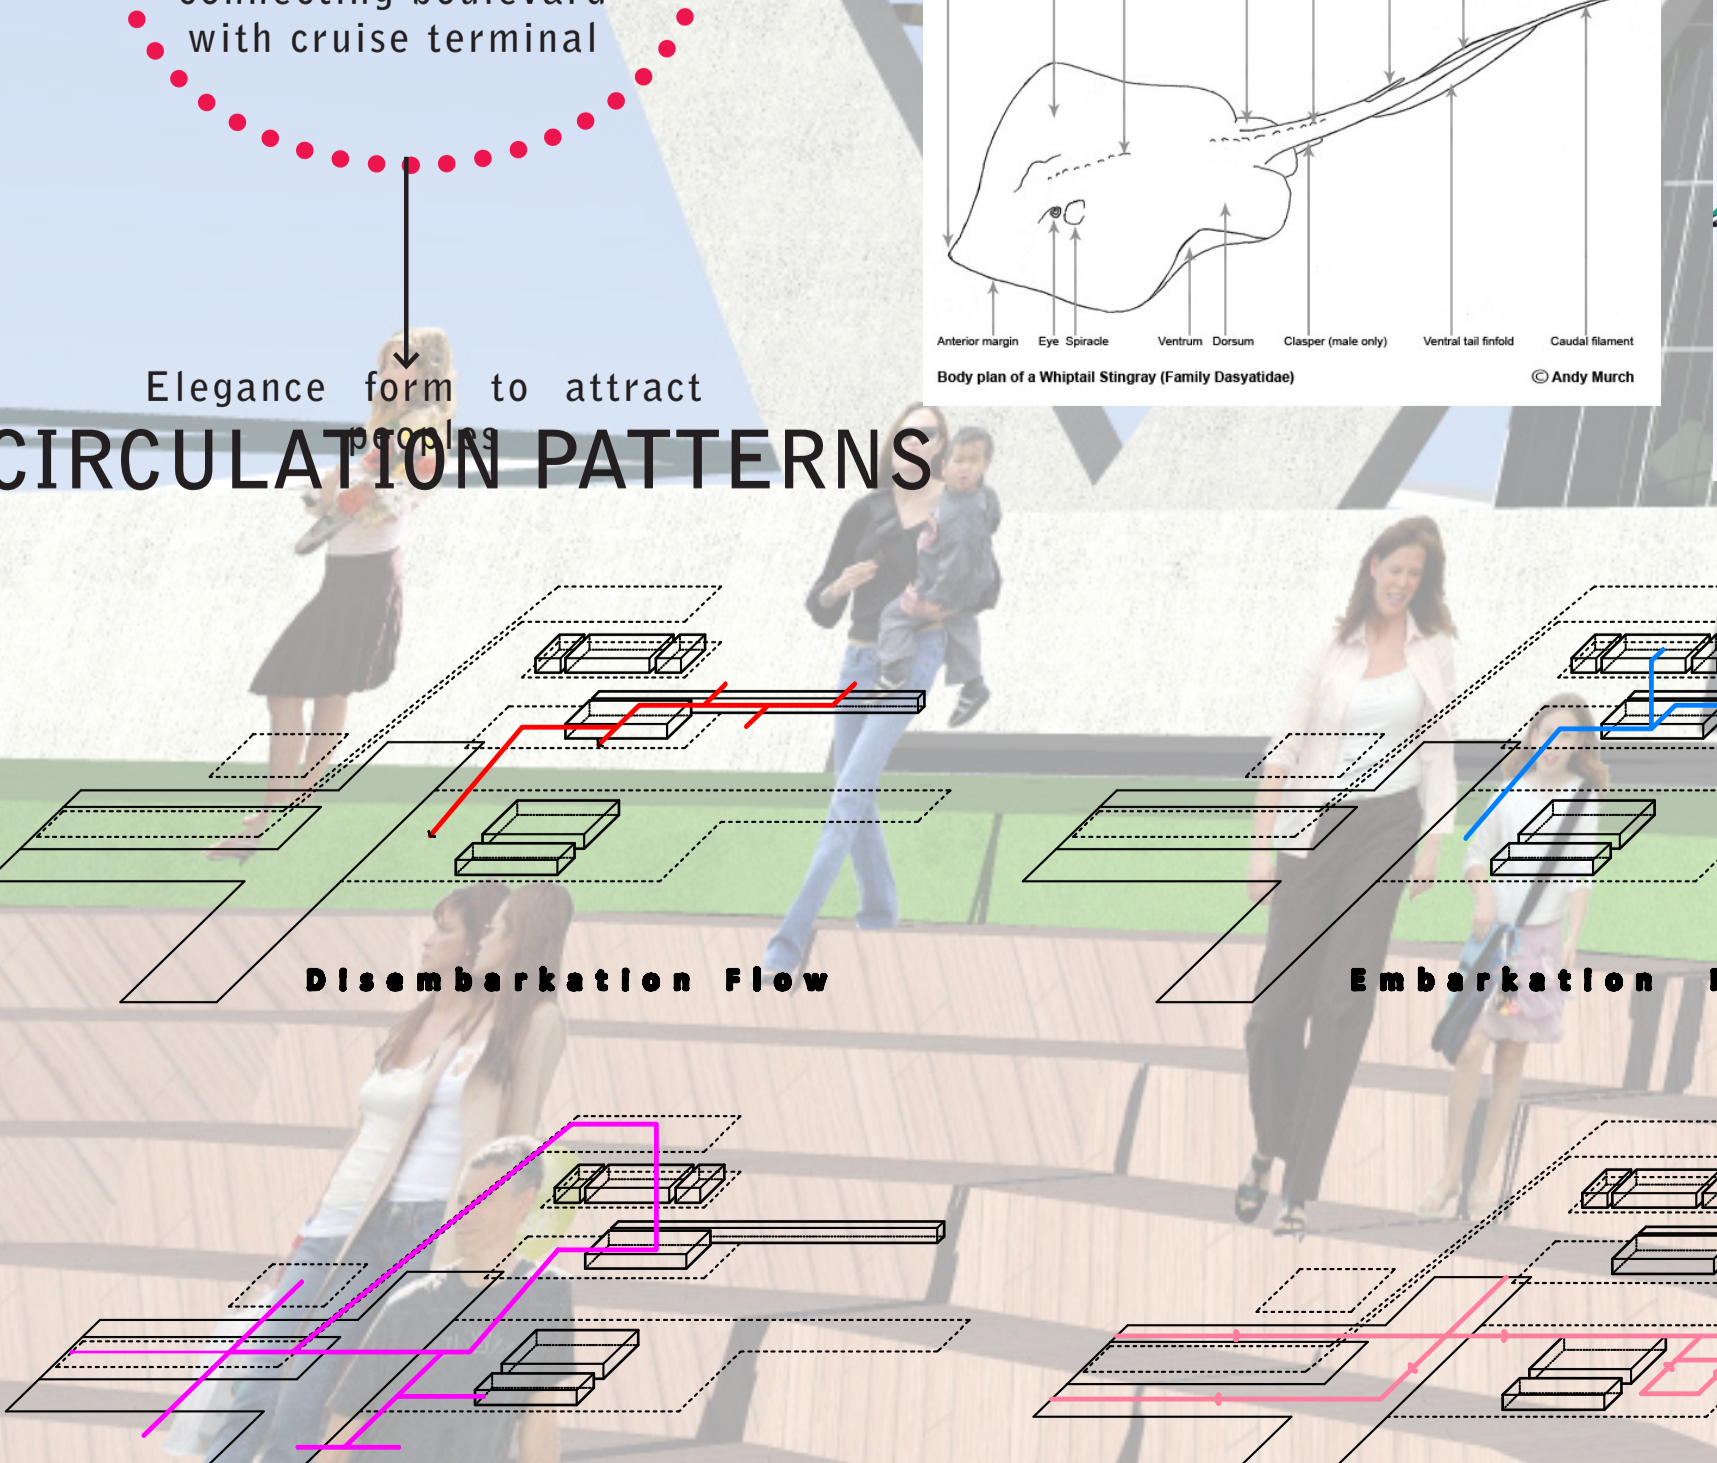 with cruise terminal
Elegance form to attract
peoples
Anterior margin Eye Spiracle Ventrum Dorsum Clasper (male only) Ventral tail finfold Caudal filament
Body plan of a Whiptail Stingray (Family Dasyatidae) © Andy Murch
CIRCULATION PATTERNS
Disembarkation Flow
Embarkation